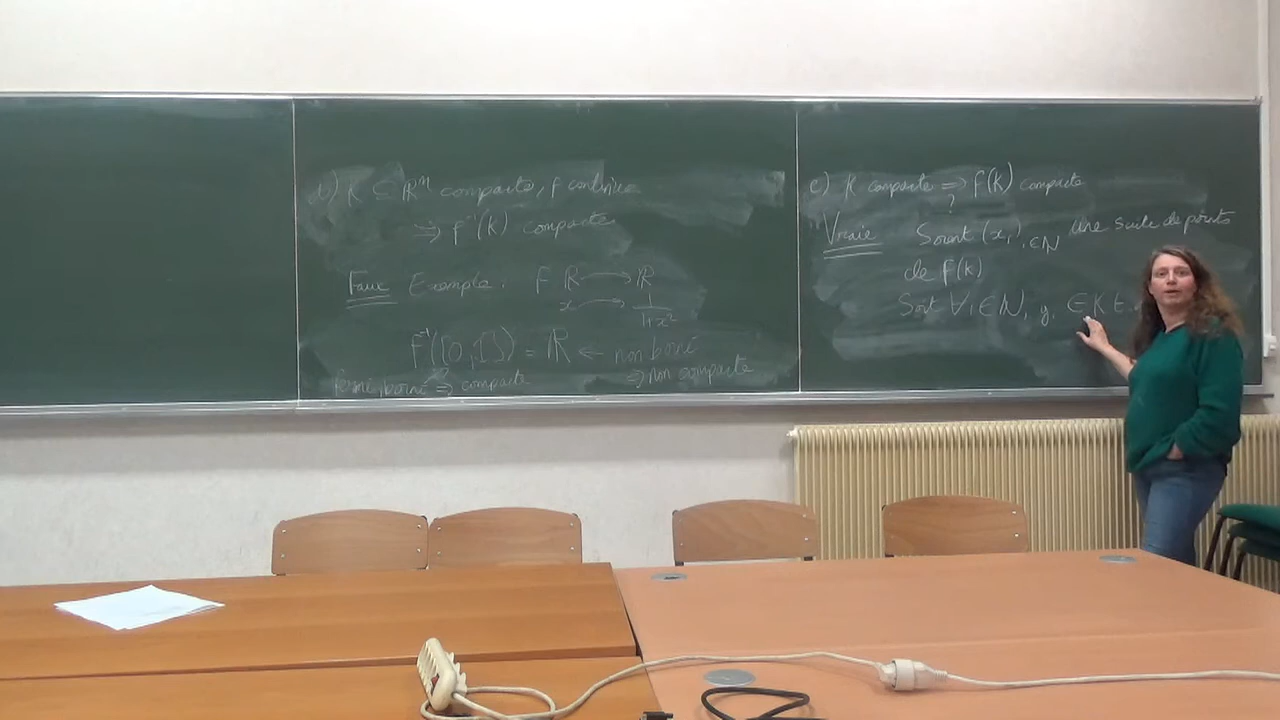 b) K ⊆ ℝⁿ compacte, f continue
⇒ f⁻¹(K) compacte
Faux Exemple : f ℝ → ℝ
x → 1/(1+x²)
f⁻¹([0,1]) = ℝ ← non borné
fermé, borné ⇒ compacte ⇒ non compacte
c) K compacte ⇒ f(K) compacte
?
Vraie Soient (xᵢ)ᵢ∈ℕ une suite de points
de f(K)
Soit ∀i∈ℕ, yᵢ ∈ K t.